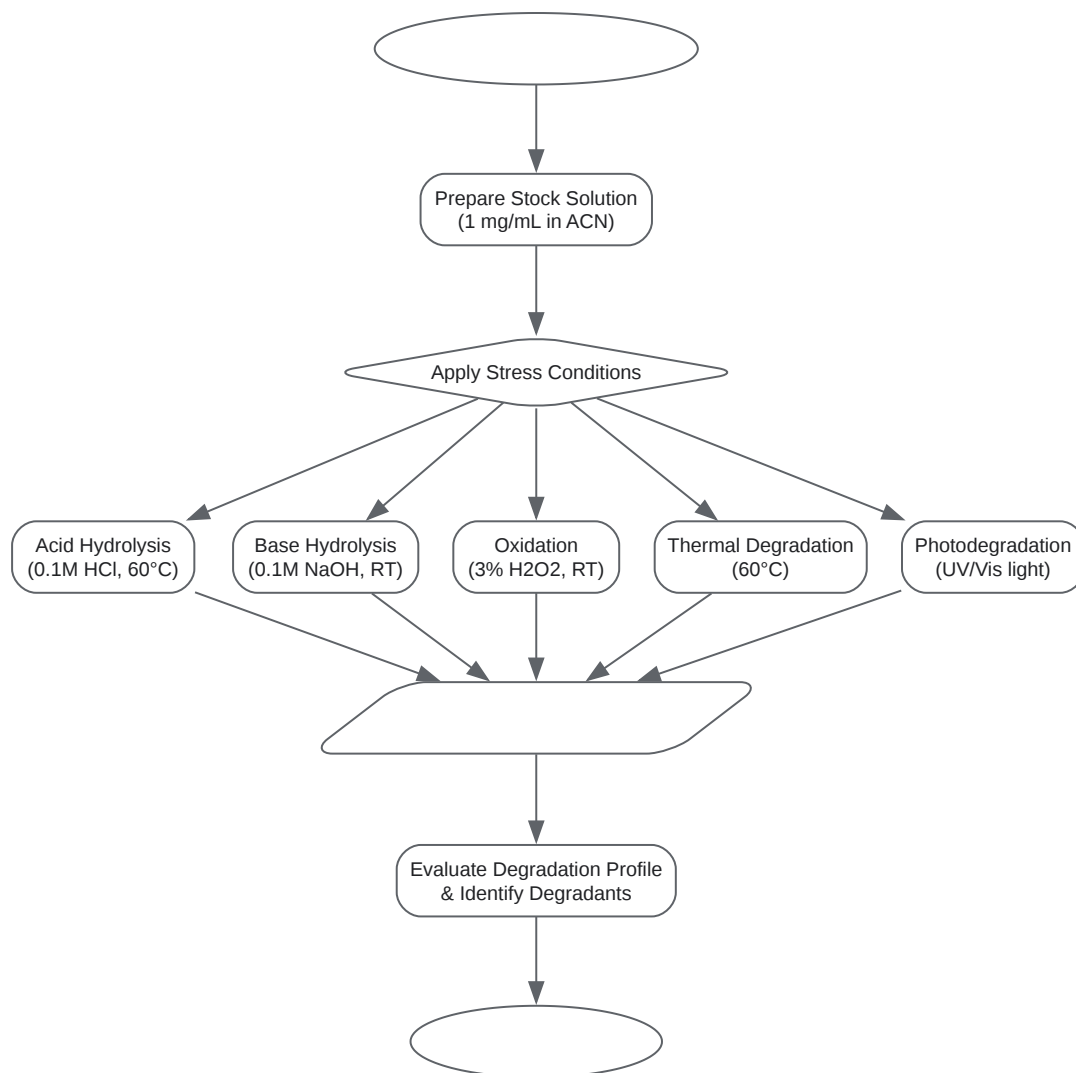 Prepare Stock Solution
(1 mg/mL in ACN)
Apply Stress Conditions
Acid Hydrolysis
(0.1M HCl, 60°C)
Base Hydrolysis
(0.1M NaOH, RT)
Oxidation
(3% H2O2, RT)
Thermal Degradation
(60°C)
Photodegradation
(UV/Vis light)
Evaluate Degradation Profile
& Identify Degradants